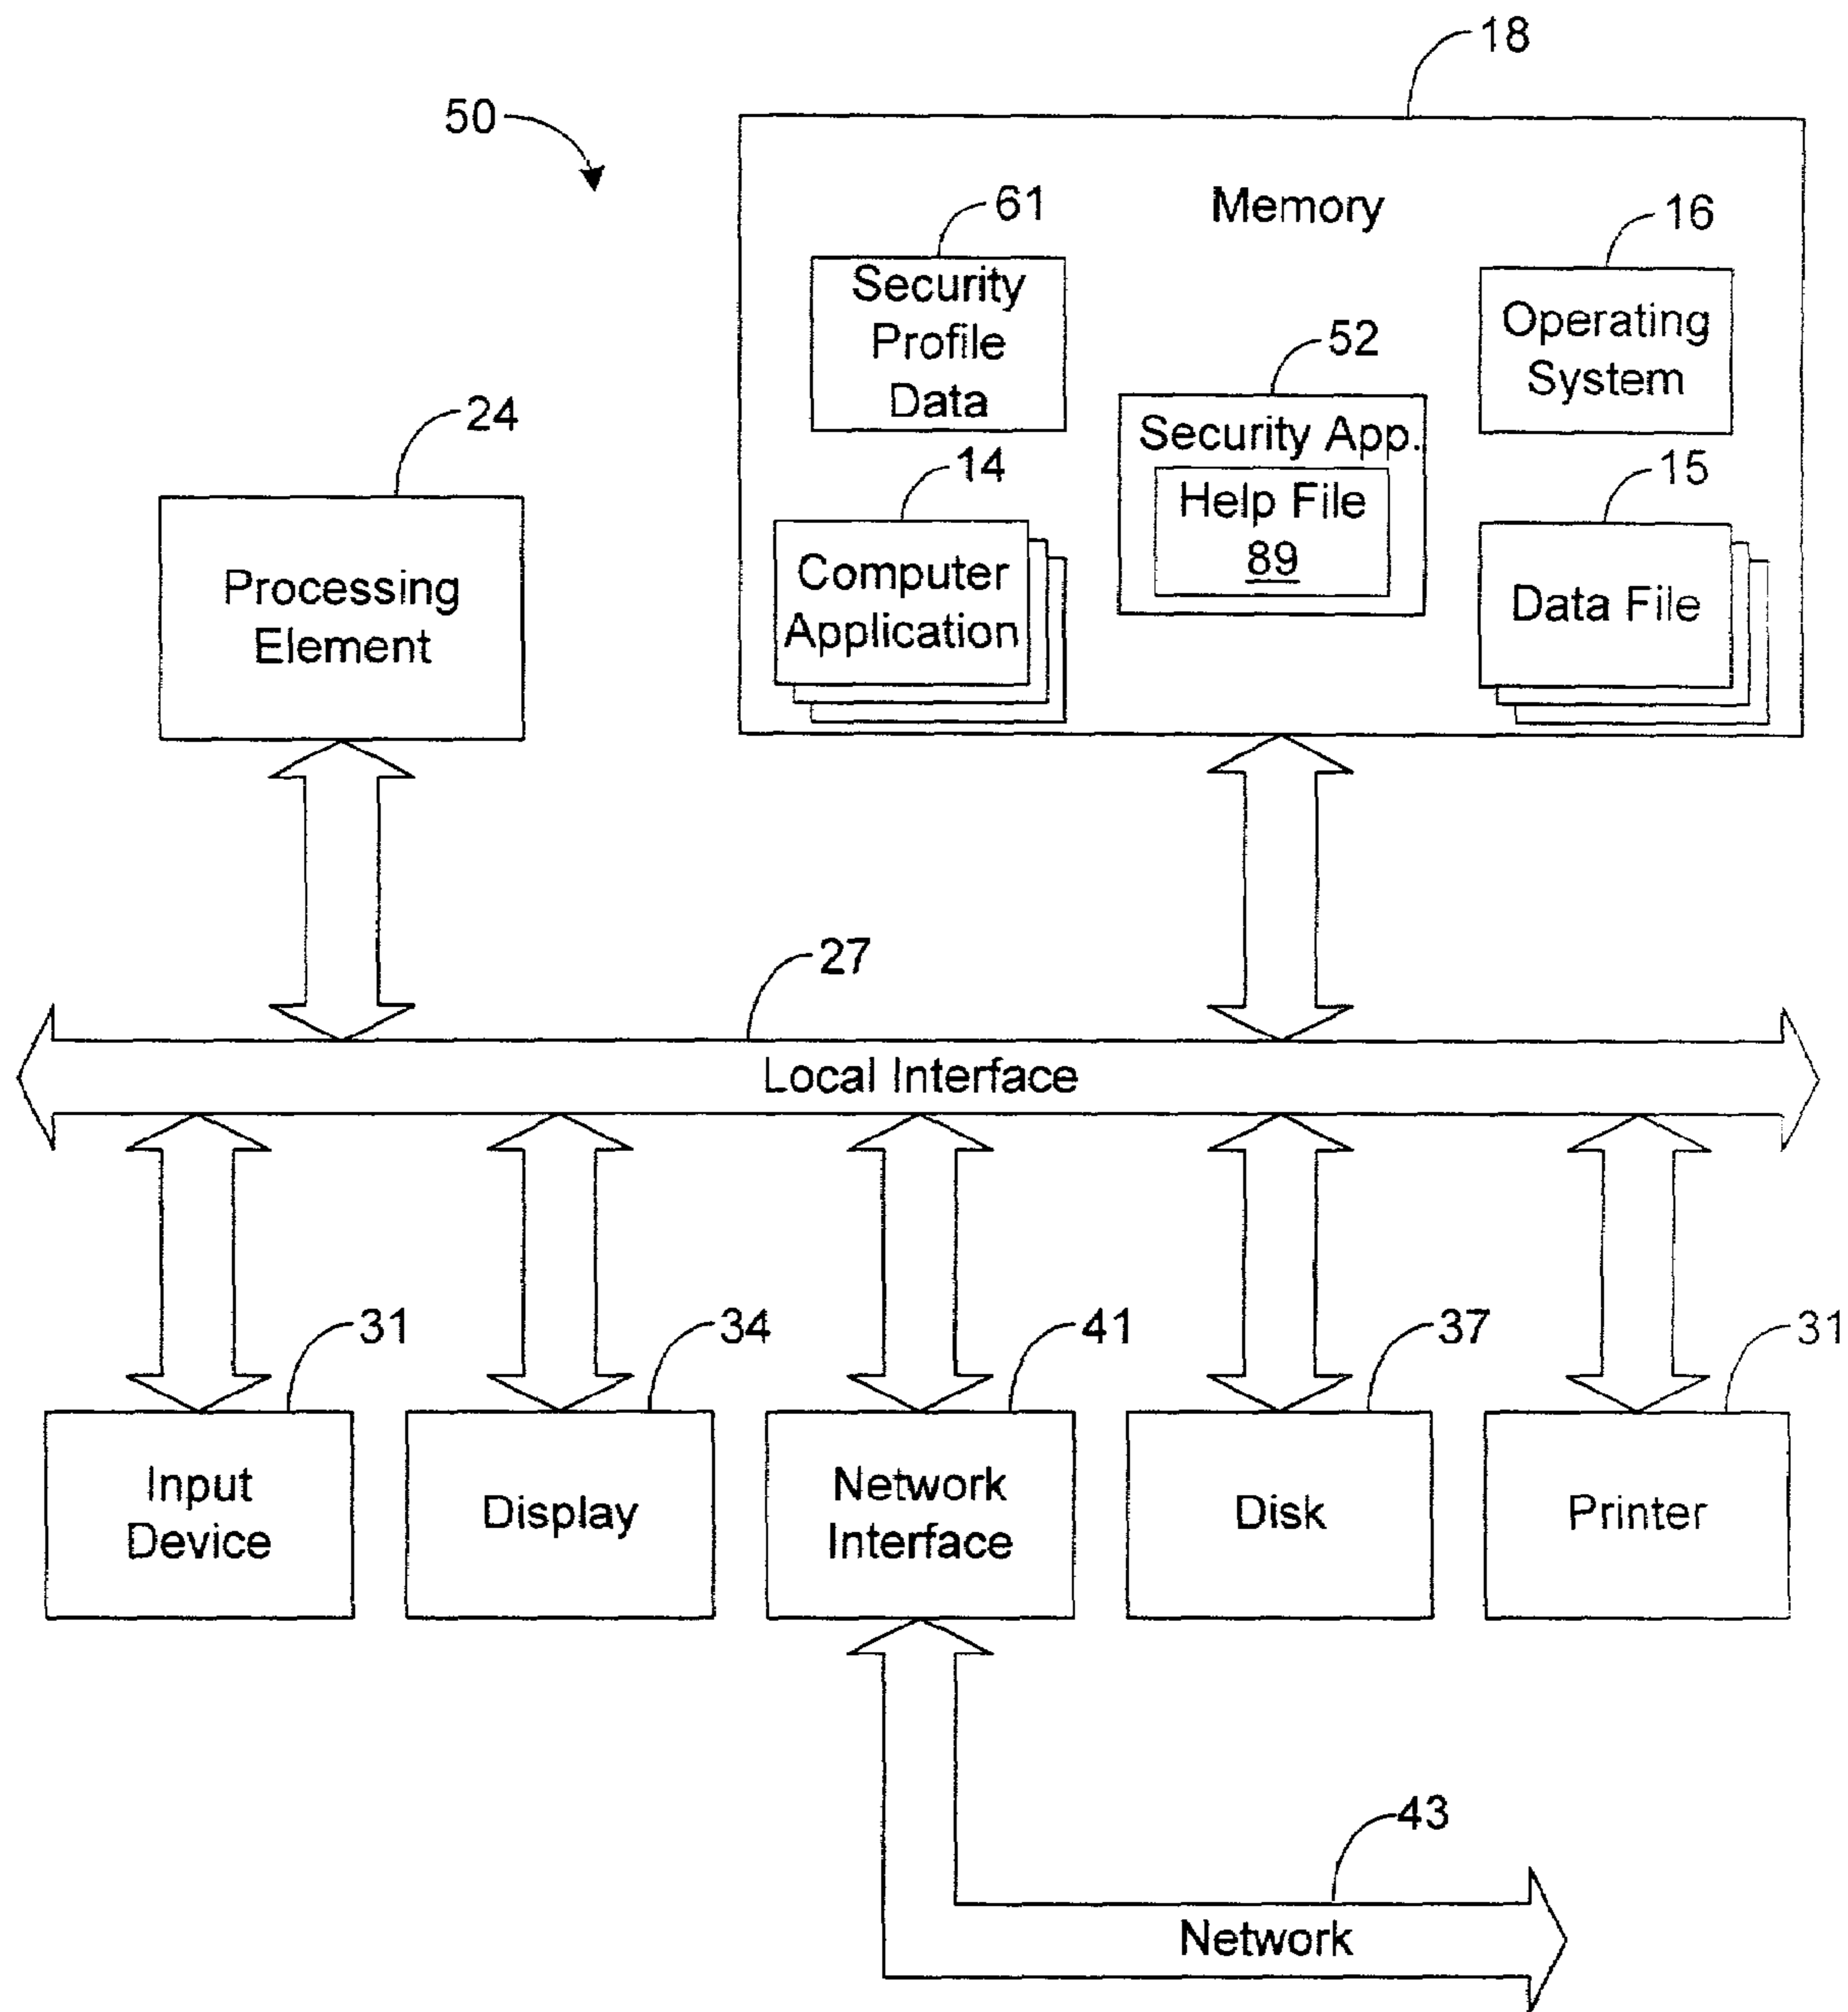 18
50
Memory
61
16
Security
Profile
Data
Operating
System
52
Security App.
Help File
89
24
14
15
Processing
Element
Computer
Application
Data File
27
Local Interface
31
34
41
37
31
Input
Device
Display
Network
Interface
Disk
Printer
43
Network